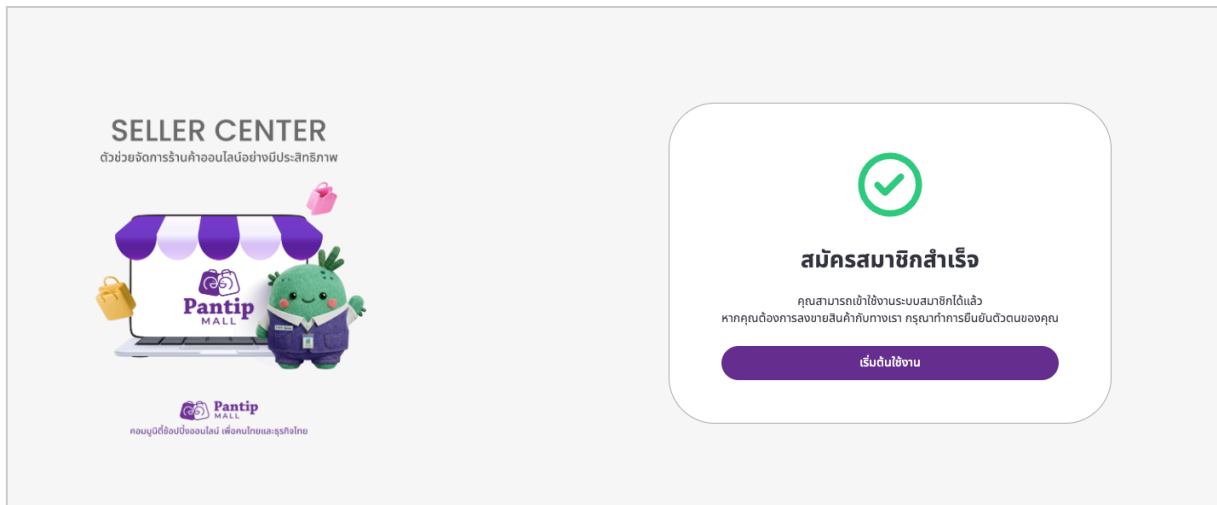 SELLER CENTER
ตัวช่วยจัดการร้านค้าออนไลน์อย่างมีประสิทธิภาพ
Pantip
MALL
Pantip
MALL
คอมมูนิตี้ช้อปปิ้งออนไลน์ เพื่อคนไทยและธุรกิจไทย
สมัครสมาชิกสำเร็จ
คุณสามารถเข้าใช้งานระบบสมาชิกได้แล้ว
หากคุณต้องการลงขายสินค้ากับทางเรา กรุณาทำการยืนยันตัวตนของคุณ
เริ่มต้นใช้งาน